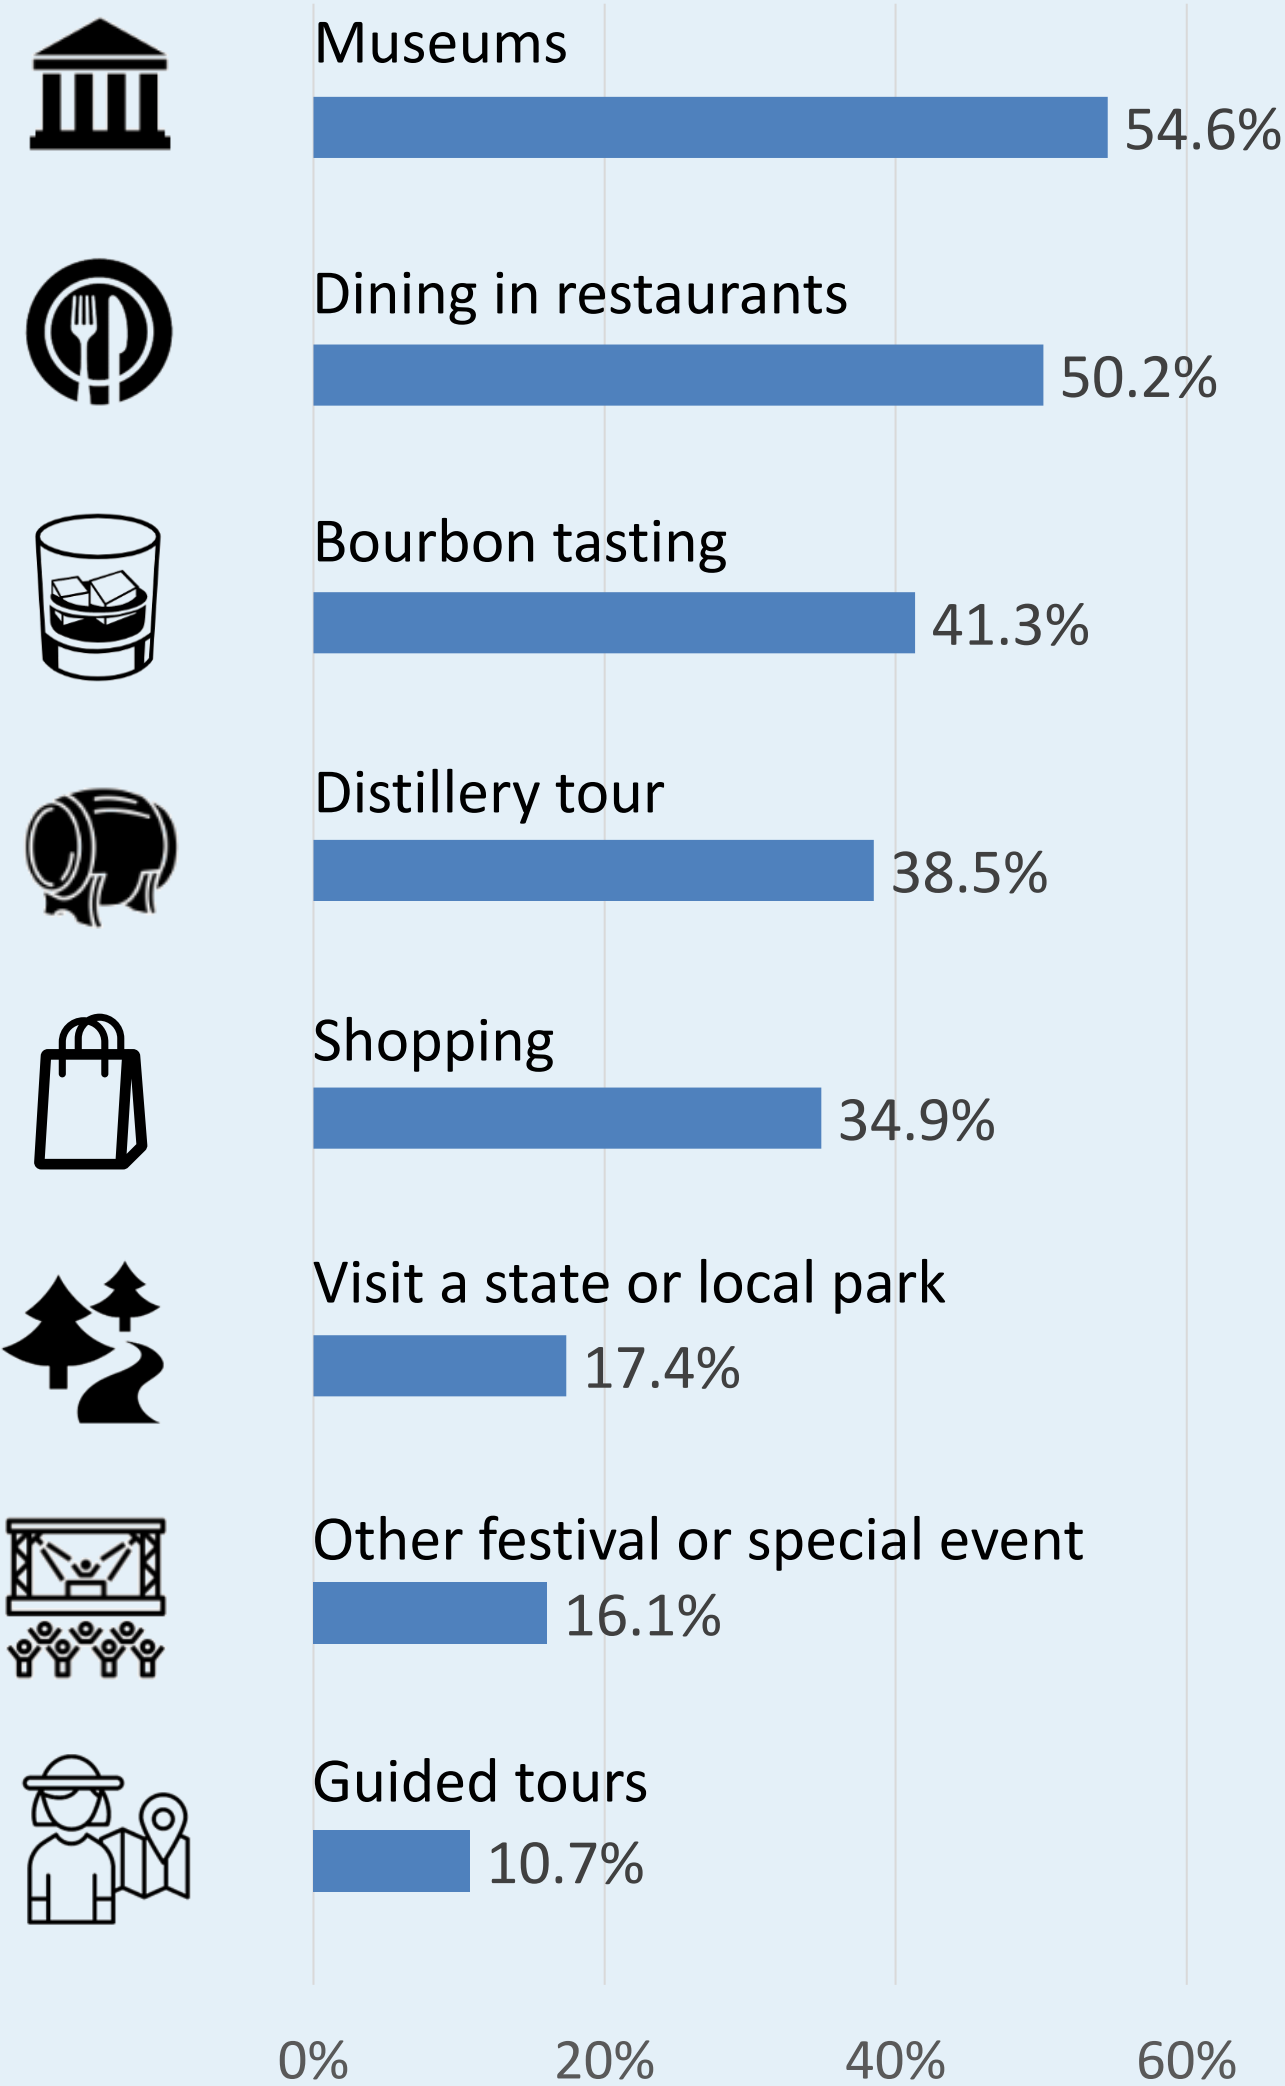 Museums
54.6%
Dining in restaurants
50.2%
Bourbon tasting
41.3%
Distillery tour
38.5%
Shopping
34.9%
Visit a state or local park
17.4%
Other festival or special event
16.1%
Guided tours
10.7%
0% 20% 40% 60%